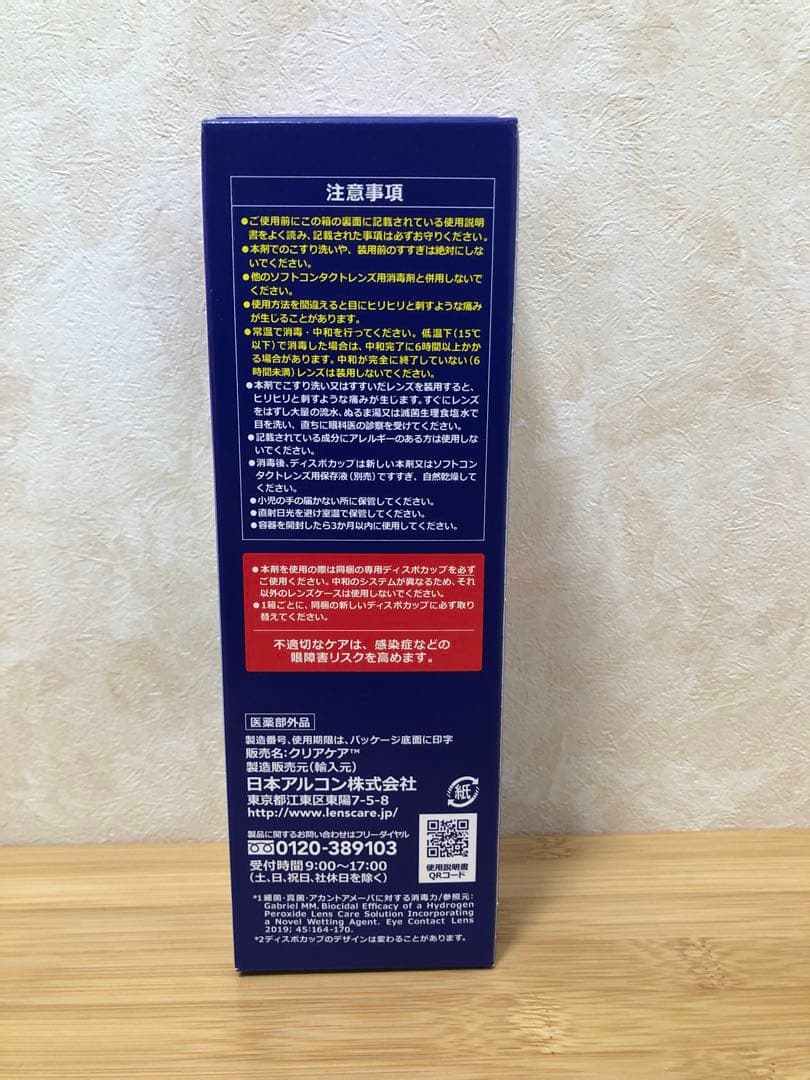 注意事項
●ご使用前にこの箱の裏面に記載されている使用説明
書をよく読み、記載された事項は必ずお守りください。
●本剤でのこすり洗いや、装用前のすすぎは絶対にしな
いでください。
●他のソフトコンタクトレンズ用消毒剤と併用しないで
ください。
●使用方法を間違えると目にヒリヒリと刺すような痛み
が生じることがあります。
●常温で消毒・中和を行ってください。低温下(15℃
以下)で消毒した場合は、中和完了に6時間以上かか
る場合があります。中和が完全に終了していない(6
時間未満)レンズは装用しないでください。
●本剤でこすり洗い又はすすいだレンズを装用すると、
ヒリヒリと刺すような痛みが生じます。すぐにレンズ
をはずし大量の流水、ぬるま湯又は滅菌生理食塩水で
目を洗い、直ちに眼科医の診察を受けてください。
●記載されている成分にアレルギーのある方は使用しな
いでください。
●消毒後、ディスポカップは新しい本剤又はソフトコン
タクトレンズ用保存液(別売)ですすぎ、自然乾燥して
ください。
●小児の手の届かない所に保管してください。
●直射日光を避け室温で保管してください。
●容器を開封したら3か月以内に使用してください。
●本剤を使用の際は同梱の専用ディスポカップを必ず
ご使用ください。中和のシステムが異なるため、それ
以外のレンズケースは使用しないでください。
●1箱ごとに、同梱の新しいディスポカップに必ず取り
替えてください。
不適切なケアは、感染症などの
眼障害リスクを高めます。
医薬部外品
製造番号、使用期限は、パッケージ底面に印字
販売名:クリアケア™
製造販売元(輸入元)
日本アルコン株式会社
東京都江東区東陽7-5-8
http://www.lenscare.jp/
紙
製品に関するお問い合わせはフリーダイヤル
0120-389103
受付時間9:00〜17:00
(土、日、祝日、社休日を除く)
使用説明書
QRコード
*1細菌・真菌・アカントアメーバに対する消毒力/参照元:
Gabriel MM. Biocidal Efficacy of a Hydrogen
Peroxide Lens Care Solution Incorporating
a Novel Wetting Agent. Eye Contact Lens
2019; 45:164-170.
*2ディスポカップのデザインは変わることがあります。